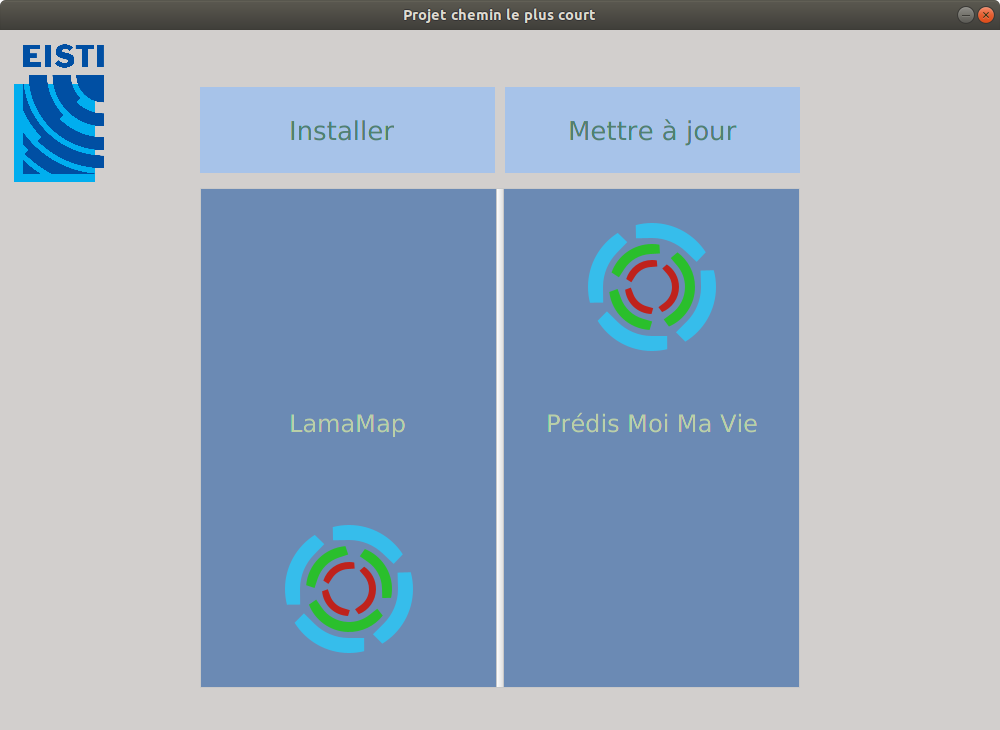 Projet chemin le plus court
EISTI
Installer
Mettre à jour
LamaMap
Prédis Moi Ma Vie